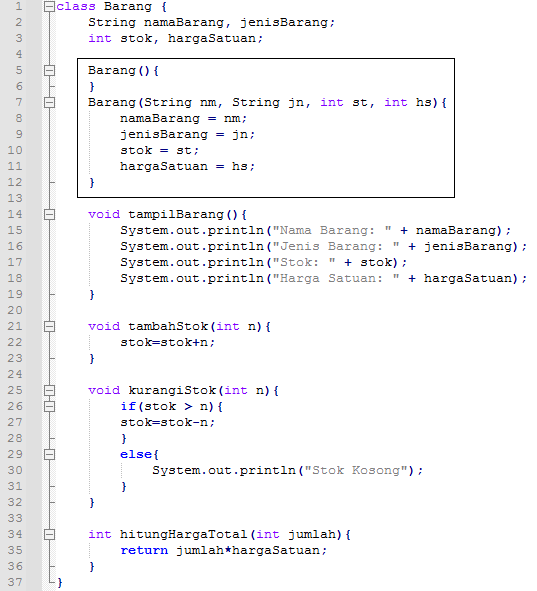 1 class Barang {
2 String namaBarang, jenisBarang;
3 int stok, hargaSatuan;
4
5 Barang(){
6 }
7 Barang(String nm, String jn, int st, int hs){
8 namaBarang = nm;
9 jenisBarang = jn;
10 stok = st;
11 hargaSatuan = hs;
12 }
13
14 void tampilBarang(){
15 System.out.println("Nama Barang: " + namaBarang);
16 System.out.println("Jenis Barang: " + jenisBarang);
17 System.out.println("Stok: " + stok);
18 System.out.println("Harga Satuan: " + hargaSatuan);
19 }
20
21 void tambahStok(int n){
22 stok=stok+n;
23 }
24
25 void kurangiStok(int n){
26 if(stok > n){
27 stok=stok-n;
28 }
29 else{
30 System.out.println("Stok Kosong");
31 }
32 }
33
34 int hitungHargaTotal(int jumlah){
35 return jumlah*hargaSatuan;
36 }
37 }